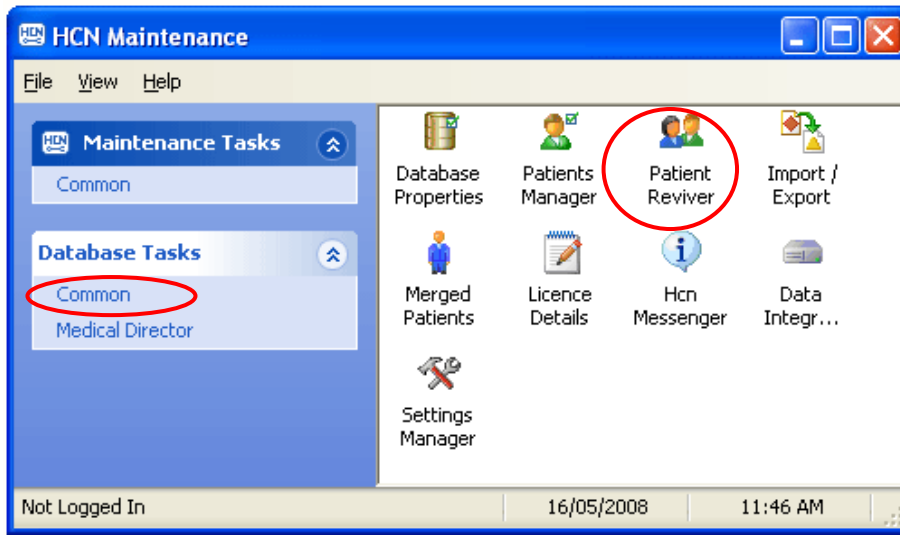 HCN Maintenance
File View Help
HCN Maintenance Tasks
Common
Database Tasks
Common
Medical Director
Database Properties
Patients Manager
Patient Reviver
Import / Export
Merged Patients
Licence Details
Hcn Messenger
Data Integr...
Settings Manager
Not Logged In 16/05/2008 11:46 AM